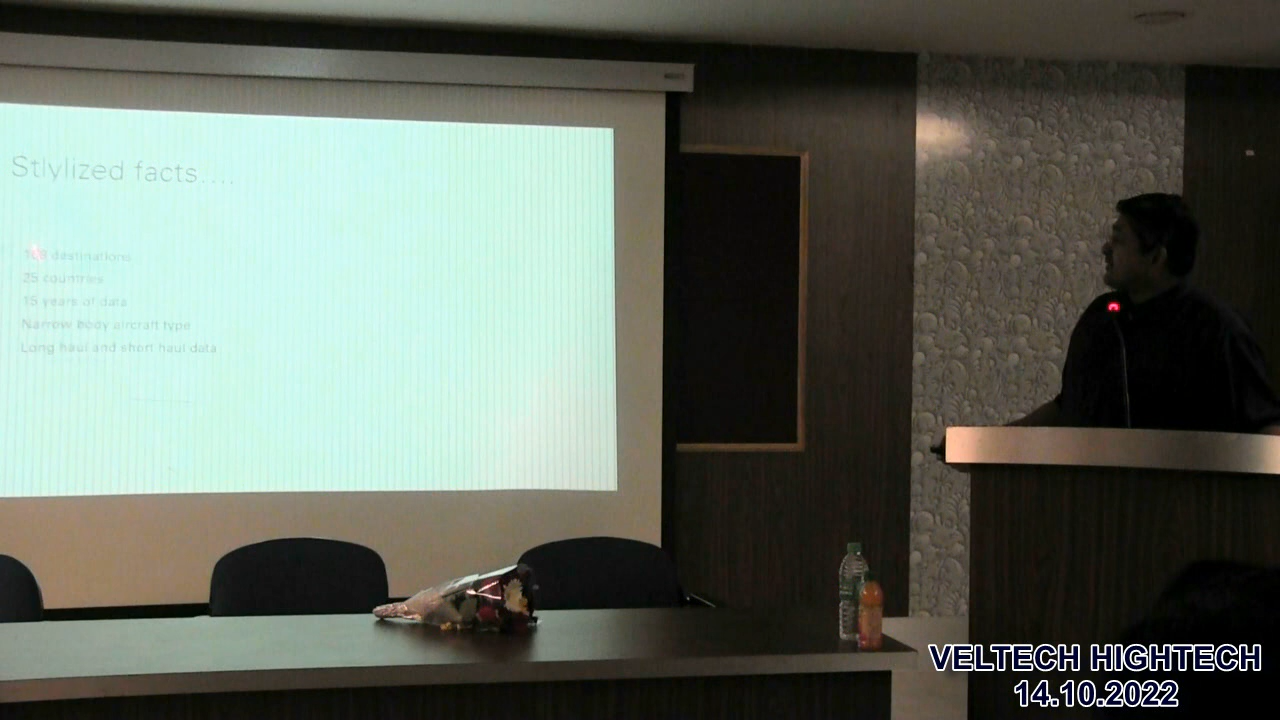 Stlylized facts....
destinations
25 countries
15 years of data
Narrow body aircraft type
Long haul and short haul data
VELTECH HIGHTECH
14.10.2022